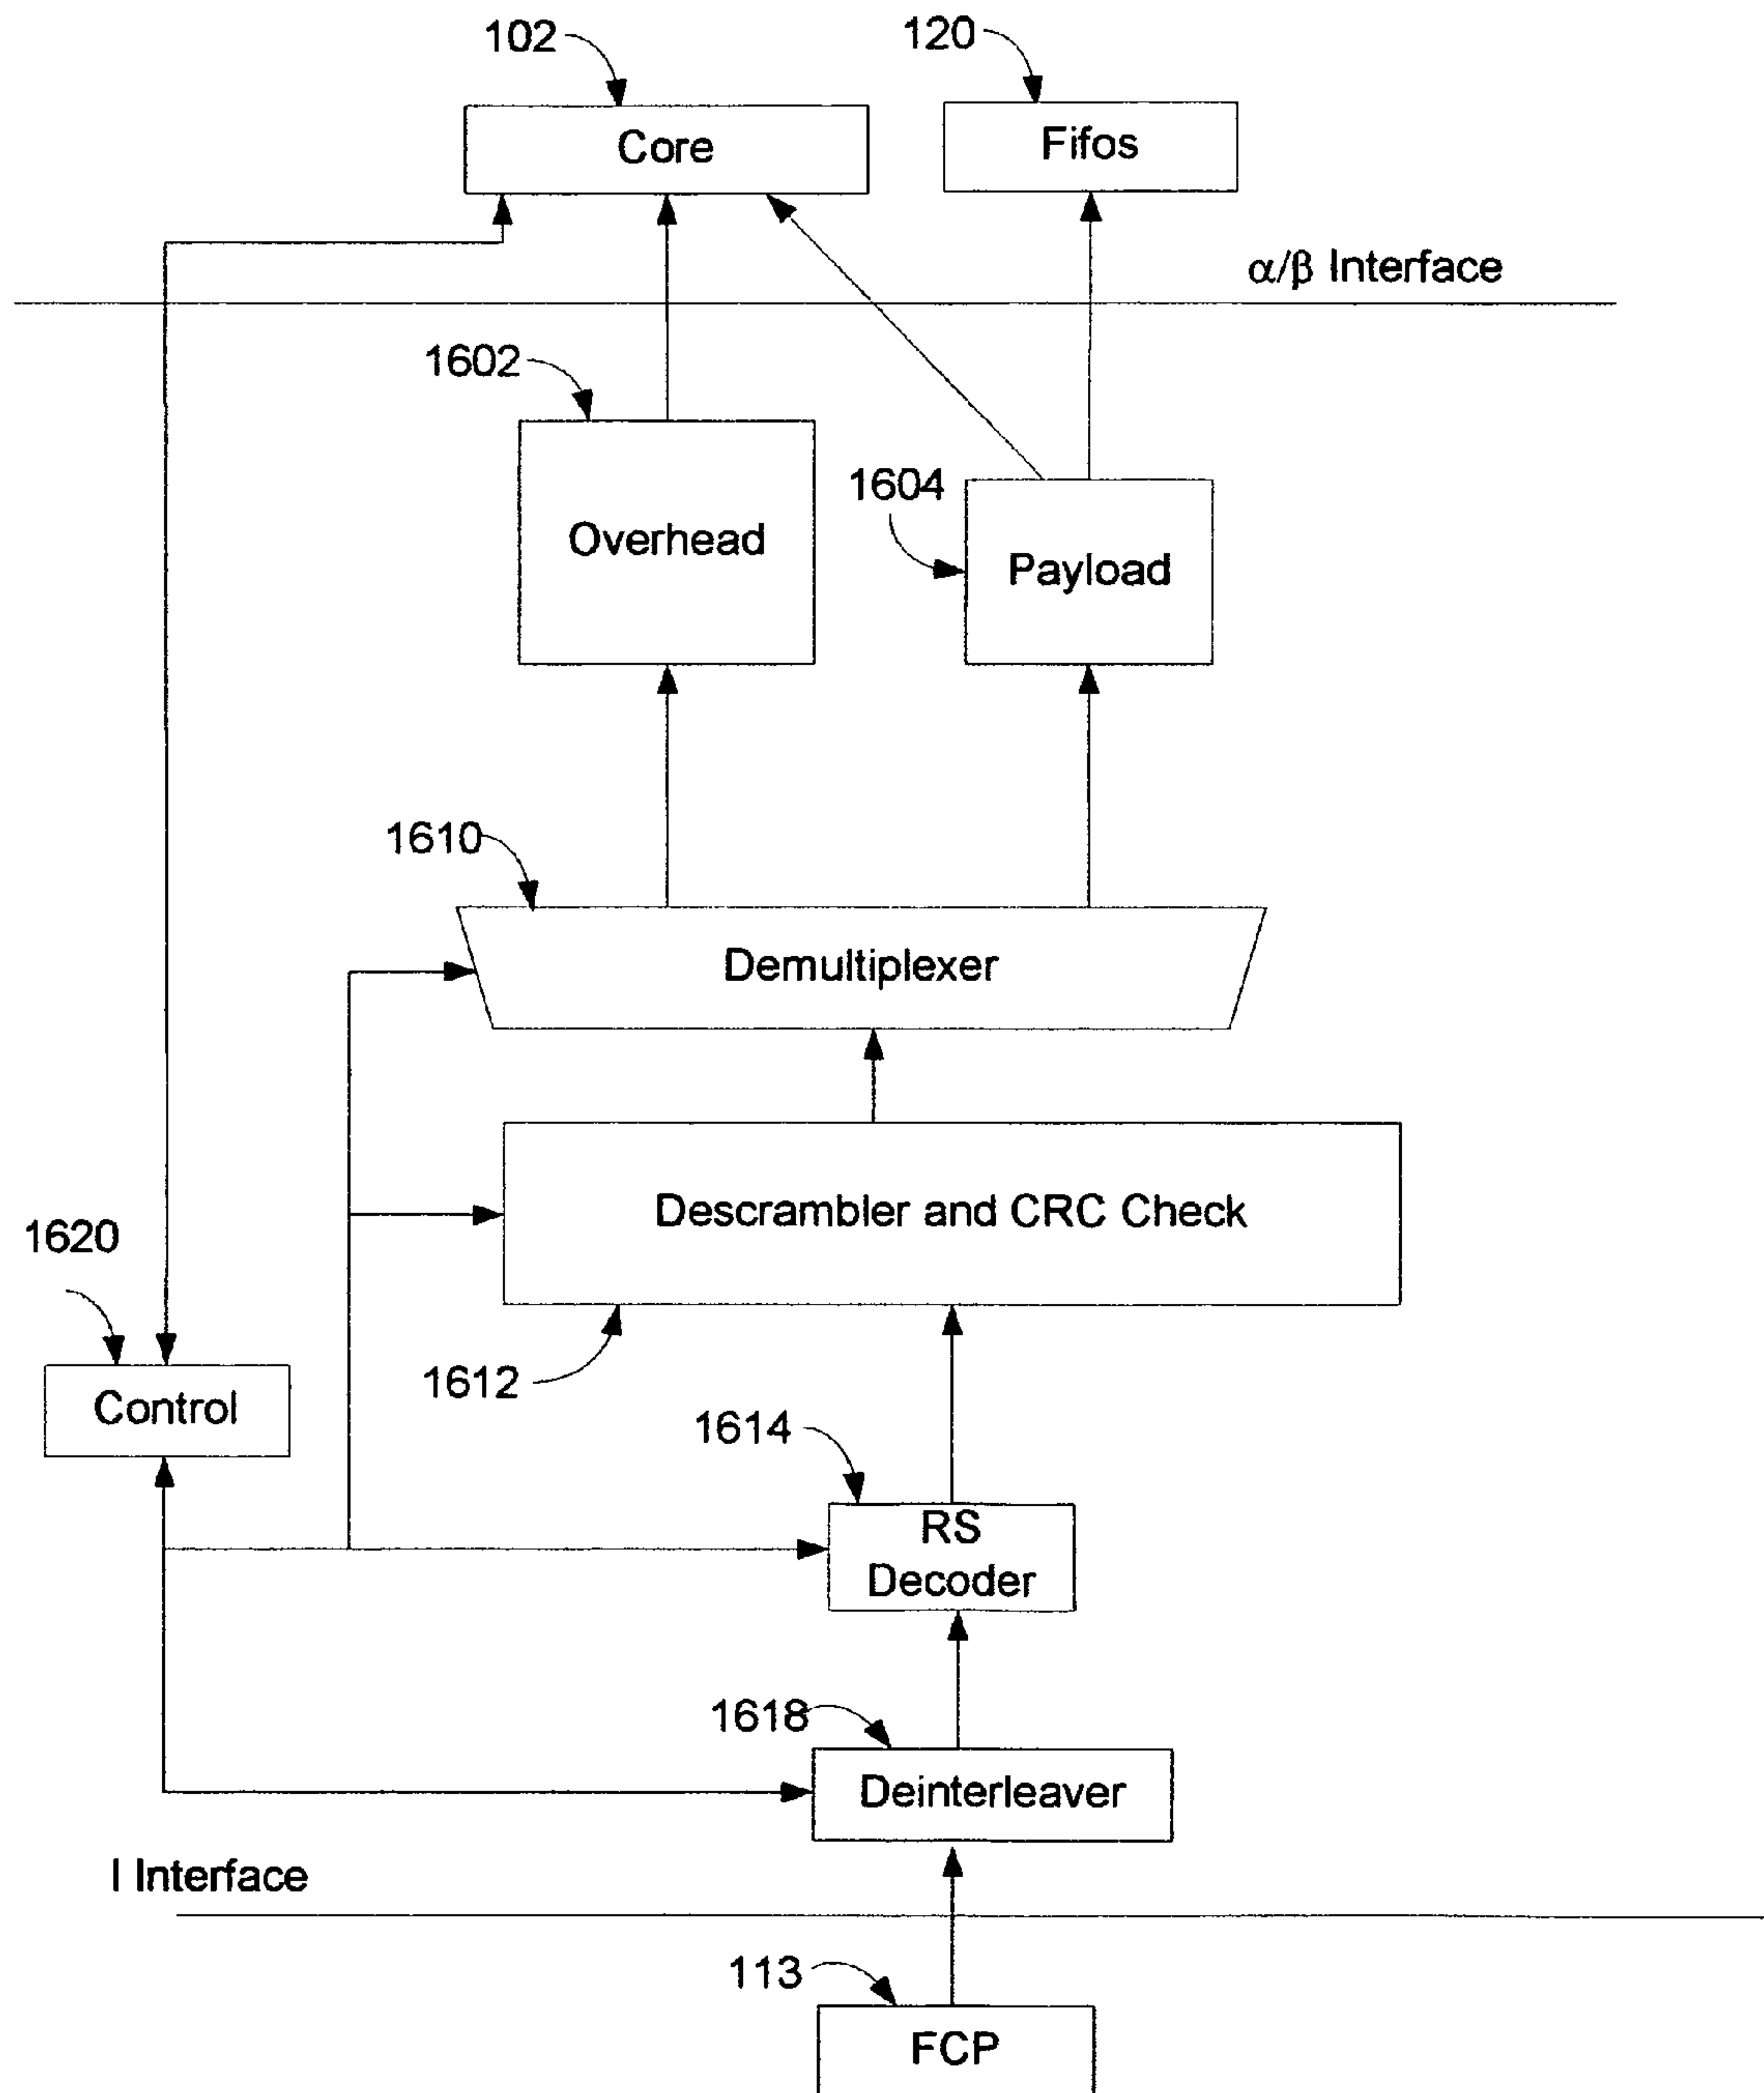 102
120
Core
Fifos
α/β Interface
1602
1604
Overhead
Payload
1610
Demultiplexer
Descrambler and CRC Check
1620
1612
Control
1614
RS
Decoder
1618
Deinterleaver
I Interface
113
FCP